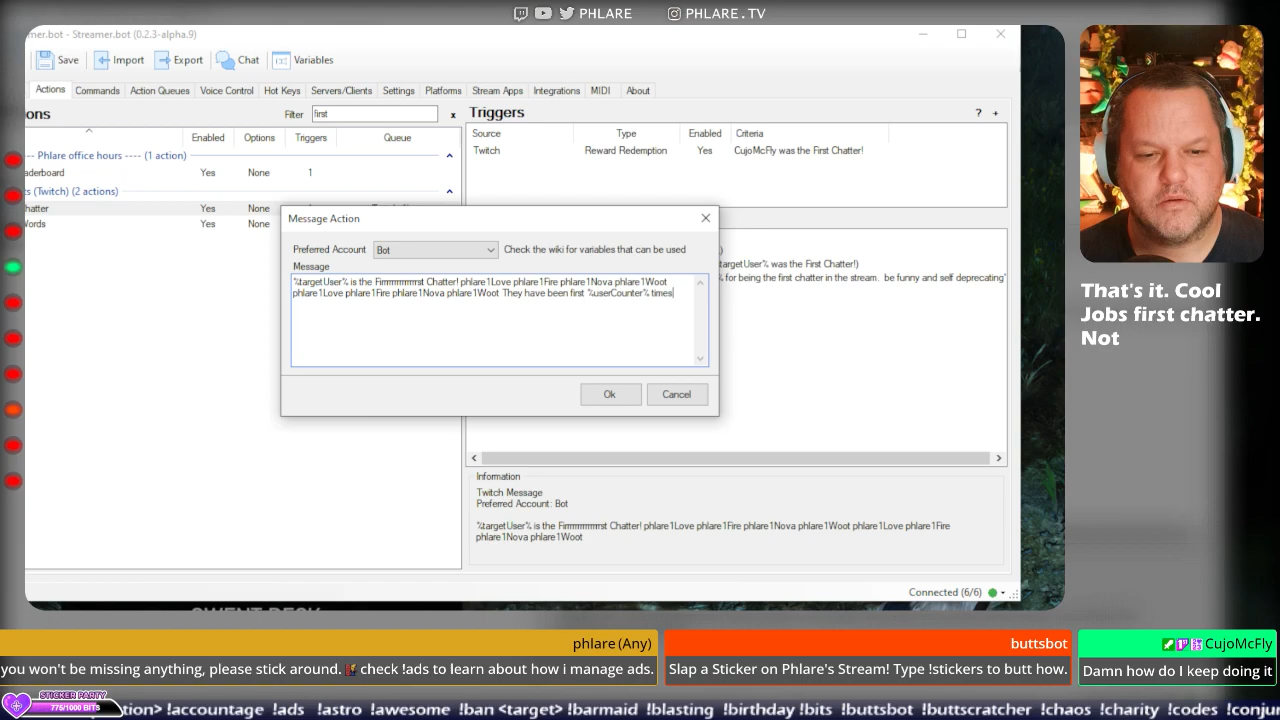 PHLARE PHLARE.TV
mer.bot - Streamer.bot (0.2.3-alpha.9)
Save Import Export Chat Variables
Actions Commands Action Queues Voice Control Hot Keys Servers/Clients Settings Platforms Stream Apps Integrations MIDI About
ons Filter first x Triggers ? +
Enabled Options Triggers Queue
Source Type Enabled Criteria
Twitch Reward Redemption Yes CujoMcFly was the First Chatter!
--- Phlare office hours ---- (1 action)
aderboard Yes None 1
s (Twitch) (2 actions)
hatter Yes None
Words Yes None
Message Action
Preferred Account Bot Check the wiki for variables that can be used
Message
%targetUser% is the Firrrrrrrrrrrrrst Chatter! phlare1Love phlare1Fire phlare1Nova phlare1Woot
phlare1Love phlare1Fire phlare1Nova phlare1Woot They have been first %userCounter% times
Ok Cancel
targetUser% was the First Chatter!)
% for being the first chatter in the stream. be funny and self deprecating'
Information
Twitch Message
Preferred Account: Bot
%targetUser% is the Firrrrrrrrrrrrrst Chatter! phlare1Love phlare1Fire phlare1Nova phlare1Woot phlare1Love phlare1Fire
phlare1Nova phlare1Woot
Connected (6/6)
That's it. Cool
Jobs first chatter.
Not
phlare (Any)
you won't be missing anything, please stick around. check !ads to learn about how i manage ads.
buttsbot
Slap a Sticker on Phlare's Stream! Type !stickers to butt how.
CujoMcFly
Damn how do I keep doing it
STICKER PARTY
776/1000 BITS
ption> !accountage !ads !astro !awesome !ban <target> !barmaid !blasting !birthday !bits !buttsbot !buttscratcher !chaos !charity !codes !conju